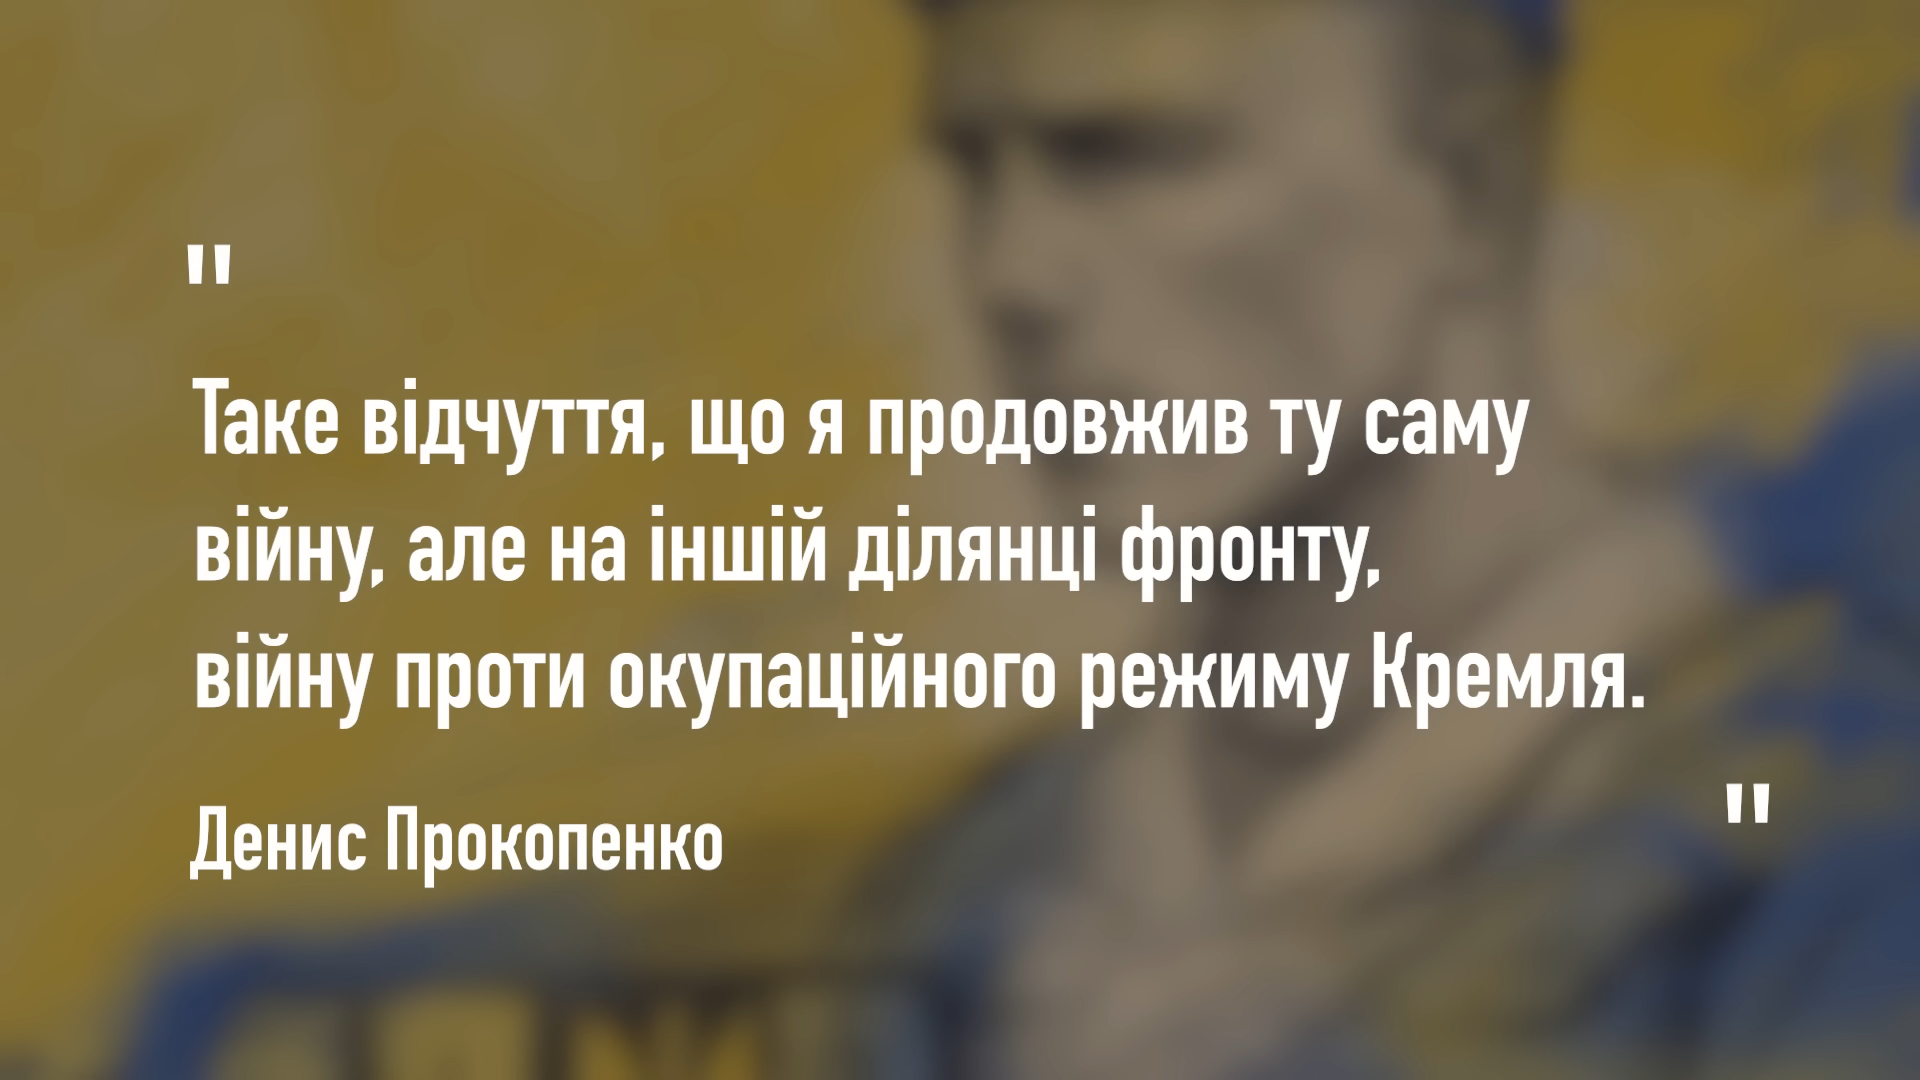 "
Таке відчуття, що я продовжив ту саму
війну, але на іншій ділянці фронту,
війну проти окупаційного режиму Кремля.
"
Денис Прокопенко